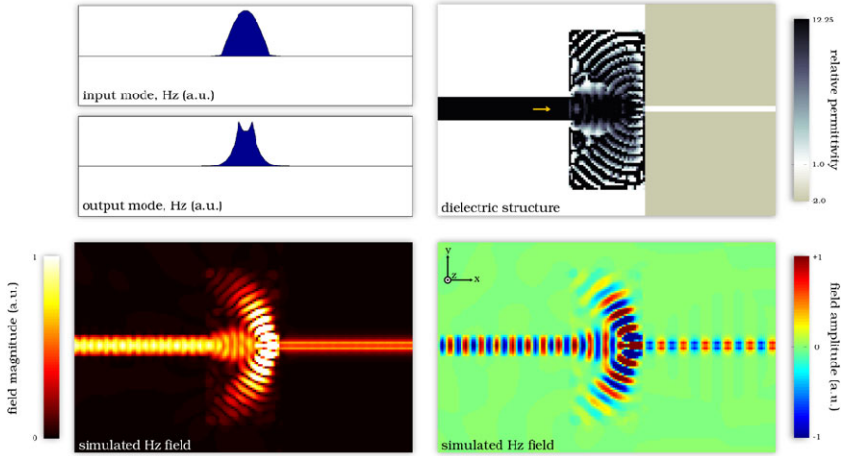 input mode, Hz (a.u.)
output mode, Hz (a.u.)
dielectric structure
12.25
1.0
2.0
relative permittivity
1
0
field magnitude (a.u.)
simulated Hz field
y
z
x
simulated Hz field
+1
0
-1
field amplitude (a.u.)